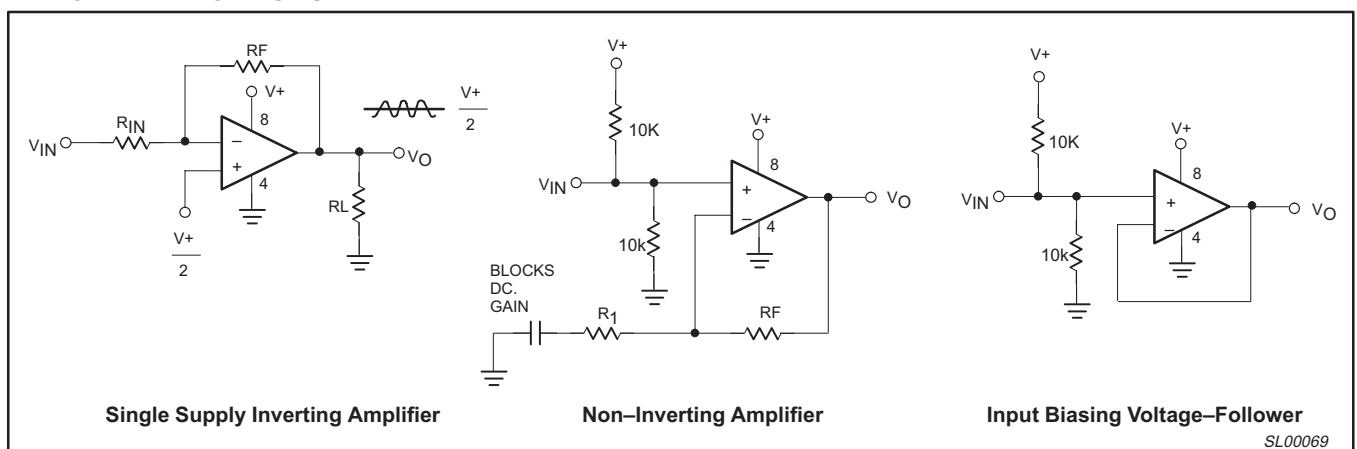 RF
V+
8
RIN
VIN
−
+
4
V+
2
VO
RL
V+
2
Single Supply Inverting Amplifier
V+
10K
V+
8
VIN
+
−
4
VO
10k
BLOCKS
DC.
GAIN
R1
RF
Non–Inverting Amplifier
V+
10K
V+
8
VIN
+
−
4
VO
10k
Input Biasing Voltage–Follower
SL00069